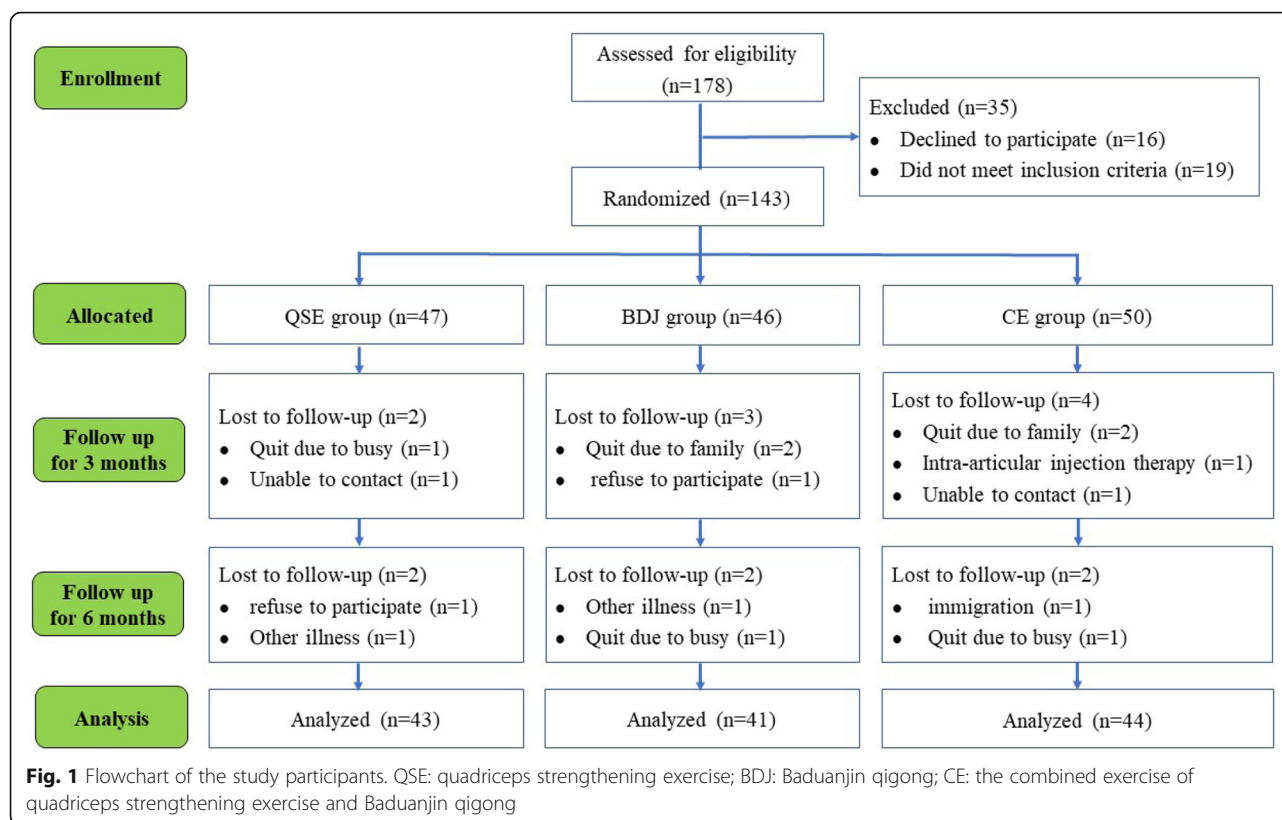 Enrollment
Assessed for eligibility
(n=178)
Excluded (n=35)
• Declined to participate (n=16)
• Did not meet inclusion criteria (n=19)
Randomized (n=143)
Allocated
QSE group (n=47)
BDJ group (n=46)
CE group (n=50)
Follow up
for 3 months
Lost to follow-up (n=2)
• Quit due to busy (n=1)
• Unable to contact (n=1)
Lost to follow-up (n=3)
• Quit due to family (n=2)
• refuse to participate (n=1)
Lost to follow-up (n=4)
• Quit due to family (n=2)
• Intra-articular injection therapy (n=1)
• Unable to contact (n=1)
Follow up
for 6 months
Lost to follow-up (n=2)
• refuse to participate (n=1)
• Other illness (n=1)
Lost to follow-up (n=2)
• Other illness (n=1)
• Quit due to busy (n=1)
Lost to follow-up (n=2)
• immigration (n=1)
• Quit due to busy (n=1)
Analysis
Analyzed (n=43)
Analyzed (n=41)
Analyzed (n=44)
Fig. 1 Flowchart of the study participants. QSE: quadriceps strengthening exercise; BDJ: Baduanjin qigong; CE: the combined exercise of
quadriceps strengthening exercise and Baduanjin qigong